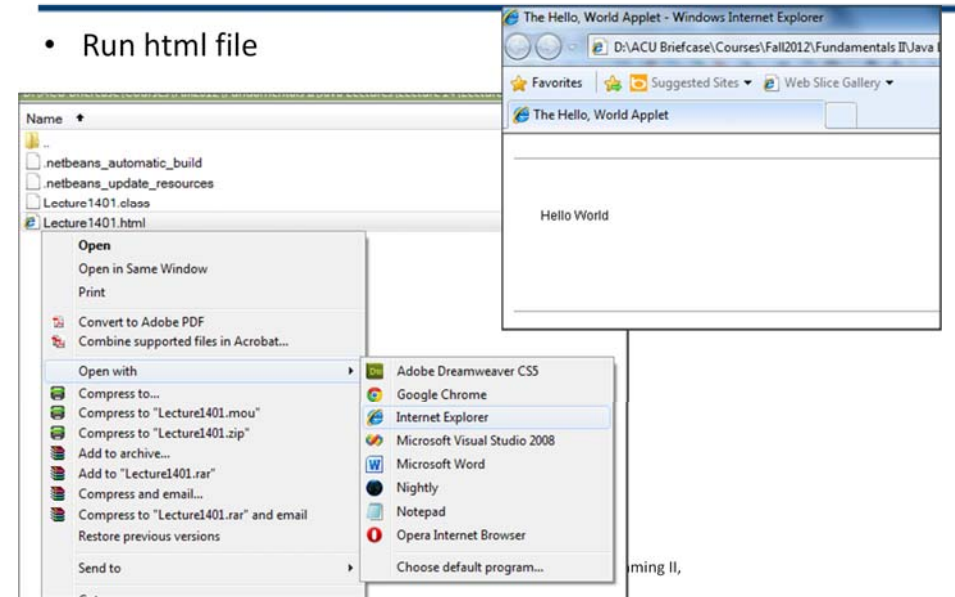 • Run html file
The Hello, World Applet - Windows Internet Explorer
D:\ACU Briefcase\Courses\Fall2012\Fundamentals II\Java
Favorites Suggested Sites Web Slice Gallery
The Hello, World Applet
Hello World
Name
..
.netbeans_automatic_build
.netbeans_update_resources
Lecture1401.class
Lecture1401.html
Open
Open in Same Window
Print
Convert to Adobe PDF
Combine supported files in Acrobat...
Open with
Compress to...
Compress to "Lecture1401.mou"
Compress to "Lecture1401.zip"
Add to archive...
Add to "Lecture1401.rar"
Compress and email...
Compress to "Lecture1401.rar" and email
Restore previous versions
Send to
Adobe Dreamweaver CS5
Google Chrome
Internet Explorer
Microsoft Visual Studio 2008
Microsoft Word
Nightly
Notepad
Opera Internet Browser
Choose default program...
ming II,